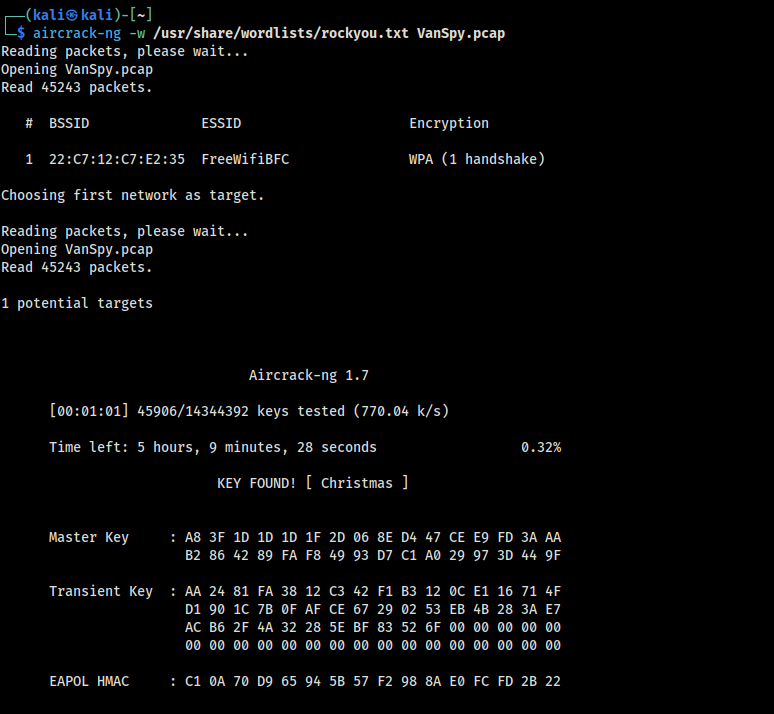 ┌──(kali㉿kali)-[~]
└─$ aircrack-ng -w /usr/share/wordlists/rockyou.txt VanSpy.pcap
Reading packets, please wait...
Opening VanSpy.pcap
Read 45243 packets.
# BSSID ESSID Encryption
1 22:C7:12:C7:E2:35 FreeWifiBFC WPA (1 handshake)
Choosing first network as target.
Reading packets, please wait...
Opening VanSpy.pcap
Read 45243 packets.
1 potential targets
Aircrack-ng 1.7
[00:01:01] 45906/14344392 keys tested (770.04 k/s)
Time left: 5 hours, 9 minutes, 28 seconds 0.32%
KEY FOUND! [ Christmas ]
Master Key : A8 3F 1D 1D 1D 1F 2D 06 8E D4 47 CE E9 FD 3A AA
B2 86 42 89 FA F8 49 93 D7 C1 A0 29 97 3D 44 9F
Transient Key : AA 24 81 FA 38 12 C3 42 F1 B3 12 0C E1 16 71 4F
D1 90 1C 7B 0F AF CE 67 29 02 53 EB 4B 28 3A E7
AC B6 2F 4A 32 28 5E BF 83 52 6F 00 00 00 00 00
00 00 00 00 00 00 00 00 00 00 00 00 00 00 00 00
EAPOL HMAC : C1 0A 70 D9 65 94 5B 57 F2 98 8A E0 FC FD 2B 22